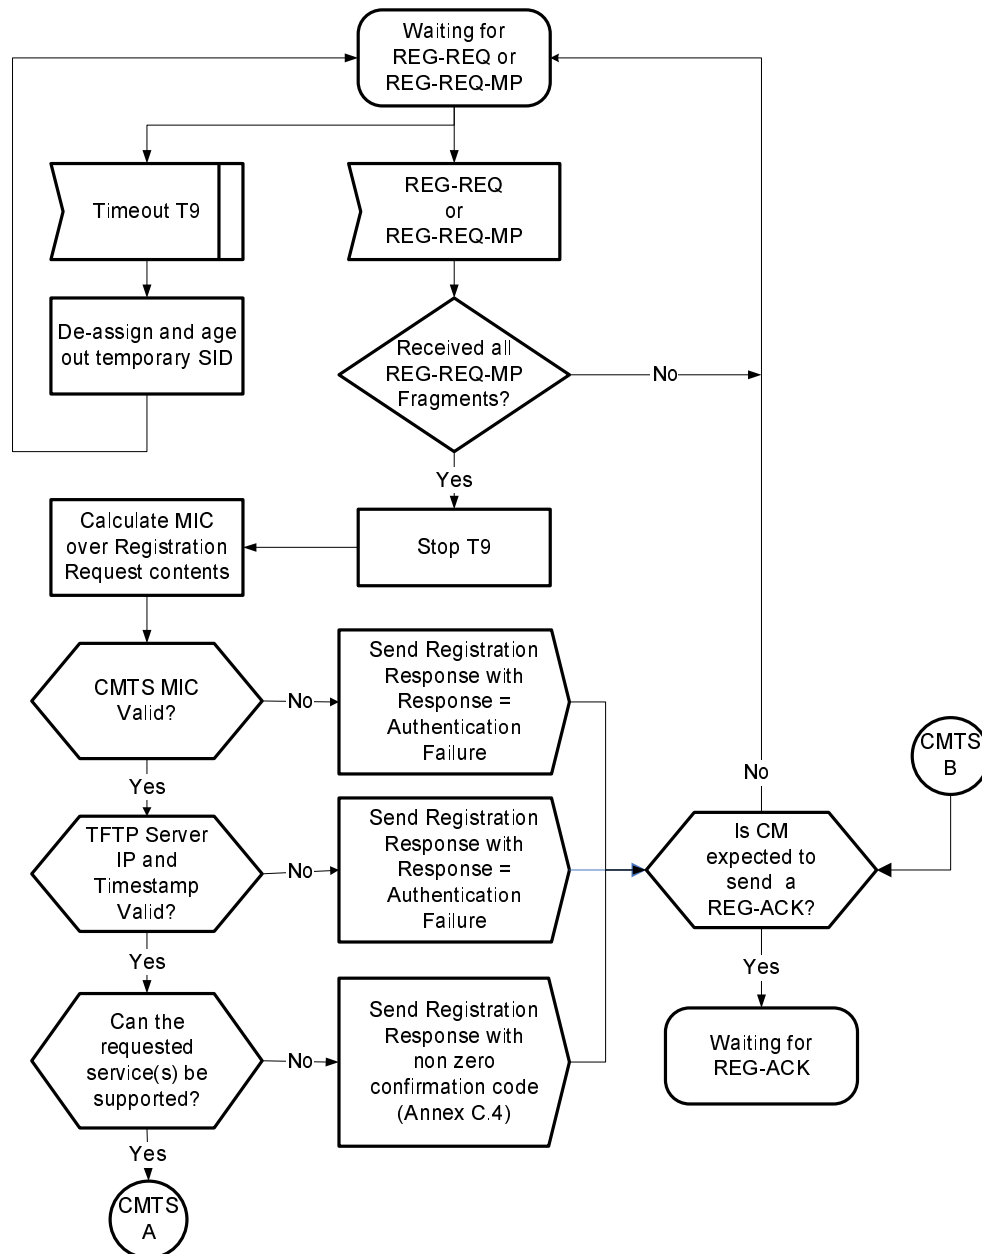 Waiting for
REG-REQ or
REG-REQ-MP
Timeout T9
REG-REQ
or
REG-REQ-MP
De-assign and age
out temporary SID
Received all
REG-REQ-MP
Fragments?
No
Yes
Calculate MIC
over Registration
Request contents
Stop T9
CMTS MIC
Valid?
No
Send Registration
Response with
Response =
Authentication
Failure
Yes
TFTP Server
IP and
Timestamp
Valid?
No
Send Registration
Response with
Response =
Authentication
Failure
No
Is CM
expected to
send a
REG-ACK?
CMTS
B
Yes
Can the
requested
service(s) be
supported?
No
Send Registration
Response with
non zero
confirmation code
(Annex C.4)
Yes
Waiting for
REG-ACK
Yes
CMTS
A